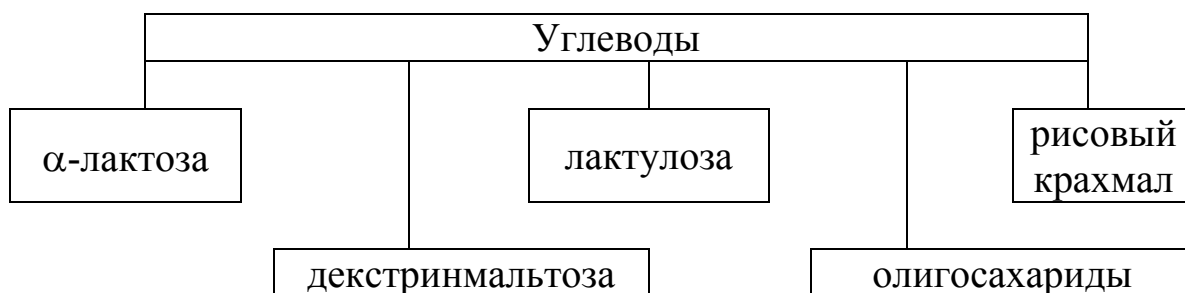 Углеводы
α-лактоза
лактулоза
рисовый
крахмал
декстринмальтоза
олигосахариды